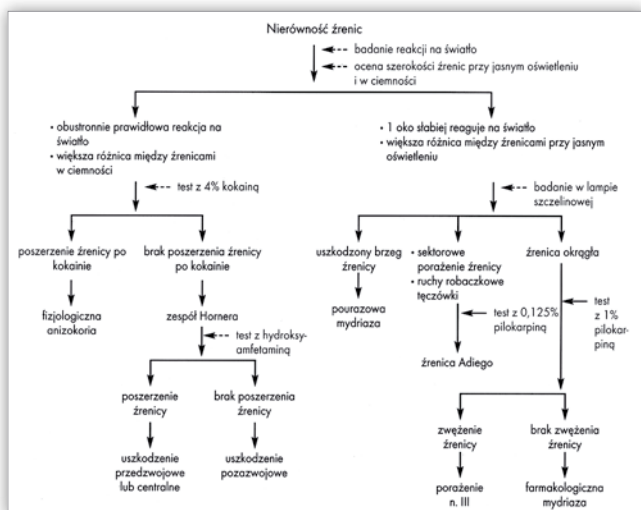 Nierówność źrenic
badanie reakcji na światło
ocena szerokości źrenic przy jasnym oświetleniu
i w ciemności
• obustronnie prawidłowa reakcja na
światło
• większa różnica między źrenicami
w ciemności
• 1 oko słabiej reaguje na światło
• większa różnica między źrenicami przy jasnym
oświetleniu
test z 4% kokainą
badanie w lampie
szczelinowej
poszerzenie źrenicy po
kokainie
brak poszerzenia źrenicy
po kokainie
uszkodzony brzeg
źrenicy
• sektorowe
porażenie źrenicy
• ruchy robaczkowe
tęczówki
źrenica okrągła
fizjologiczna
anizokoria
zespół Hornera
pourazowa
mydriaza
test z 0,125%
pilokarpiną
test
z 1%
pilokar-
piną
test z hydroksy-
amfetaminą
źrenica Adiego
poszerzenie
źrenicy
brak poszerzenia
źrenicy
zwężenie
źrenicy
brak zwężenia
źrenicy
uszkodzenie
przedzwojowe
lub centralne
uszkodzenie
pozazwojowe
porażenie
n. III
farmakologiczna
mydriaza